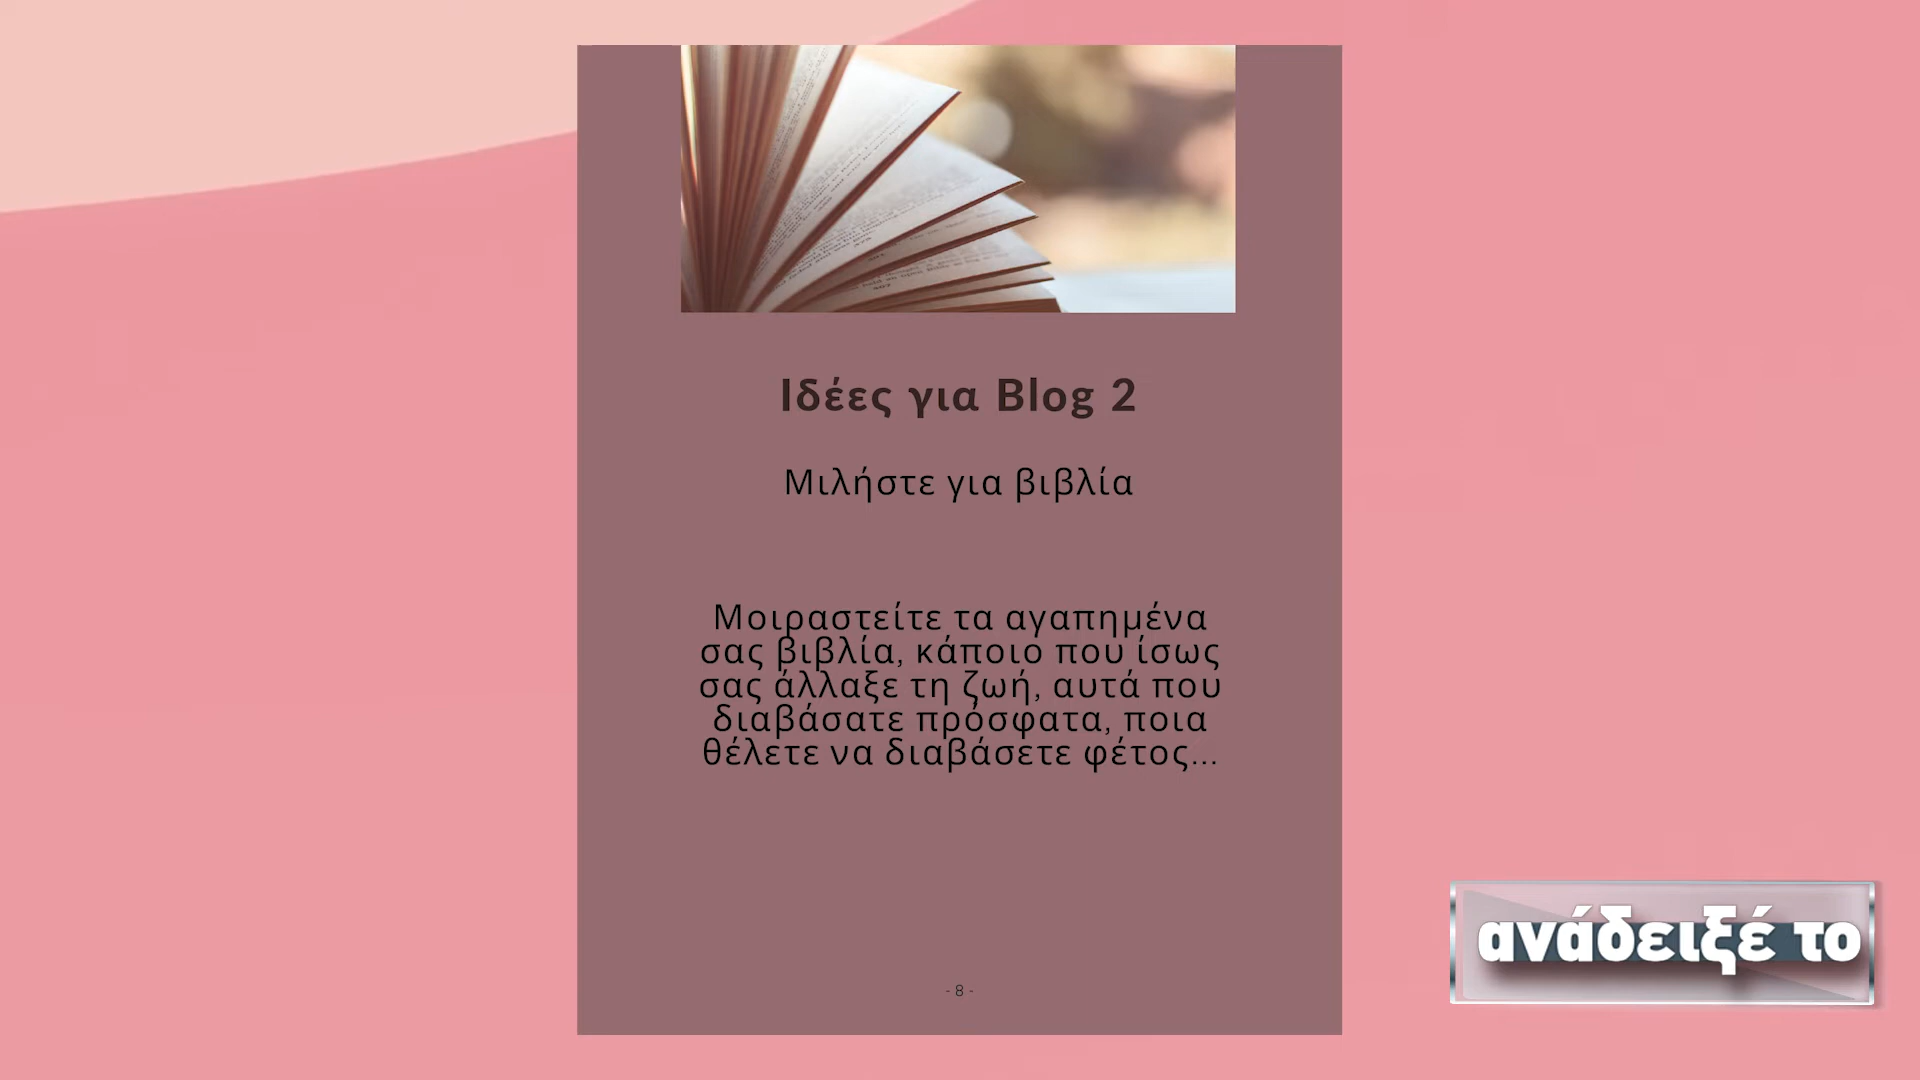 Ιδέες για Blog 2
Μιλήστε για βιβλία
Μοιραστείτε τα αγαπημένα
σας βιβλία, κάποιο που ίσως
σας άλλαξε τη ζωή, αυτά που
διαβάσατε πρόσφατα, ποια
θέλετε να διαβάσετε φέτος...
- 8 -
ανάδειξέ το